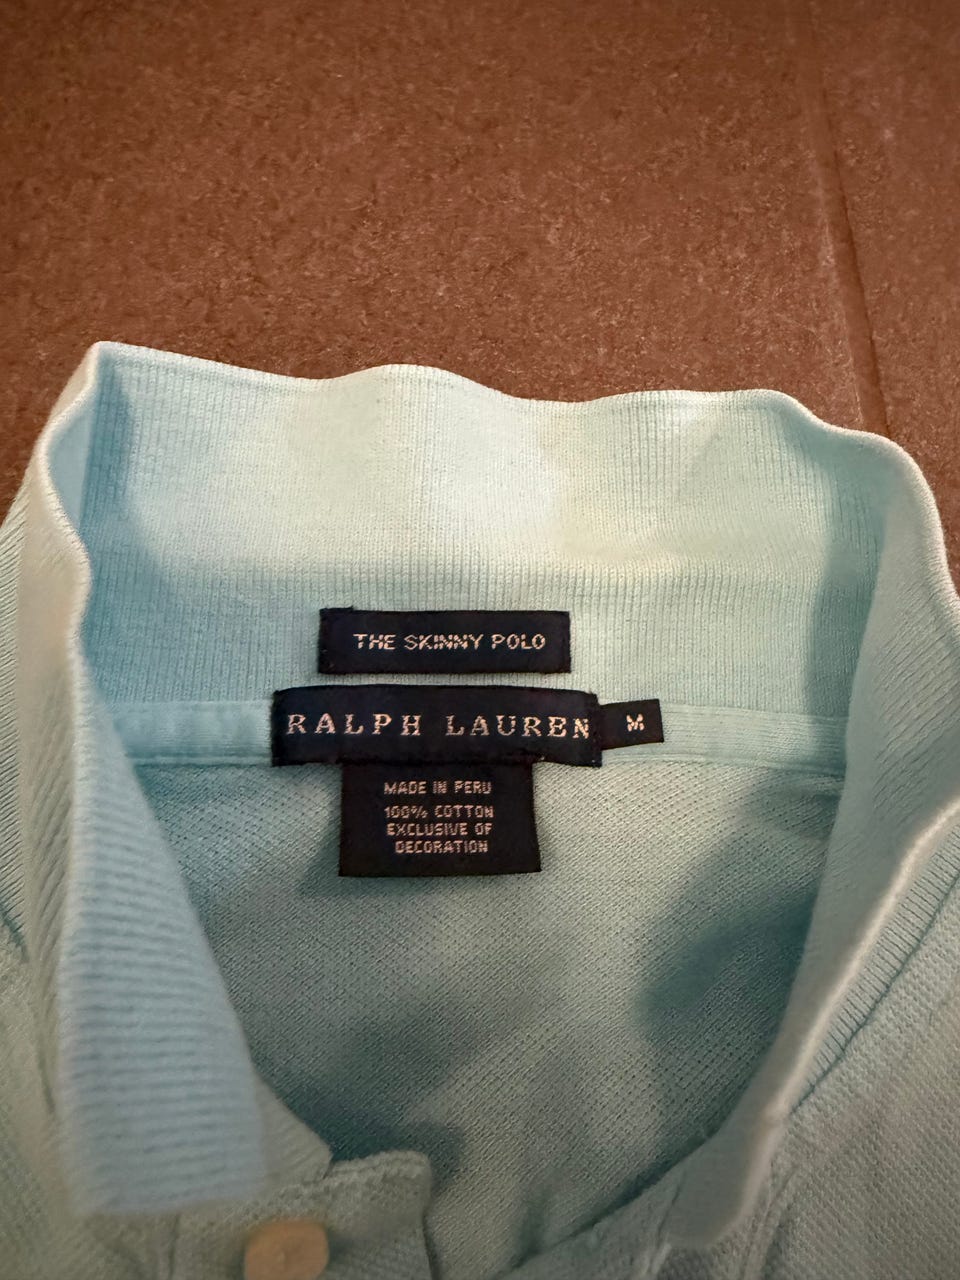 THE SKINNY POLO
RALPH LAUREN
M
MADE IN PERU
100% COTTON
EXCLUSIVE OF
DECORATION